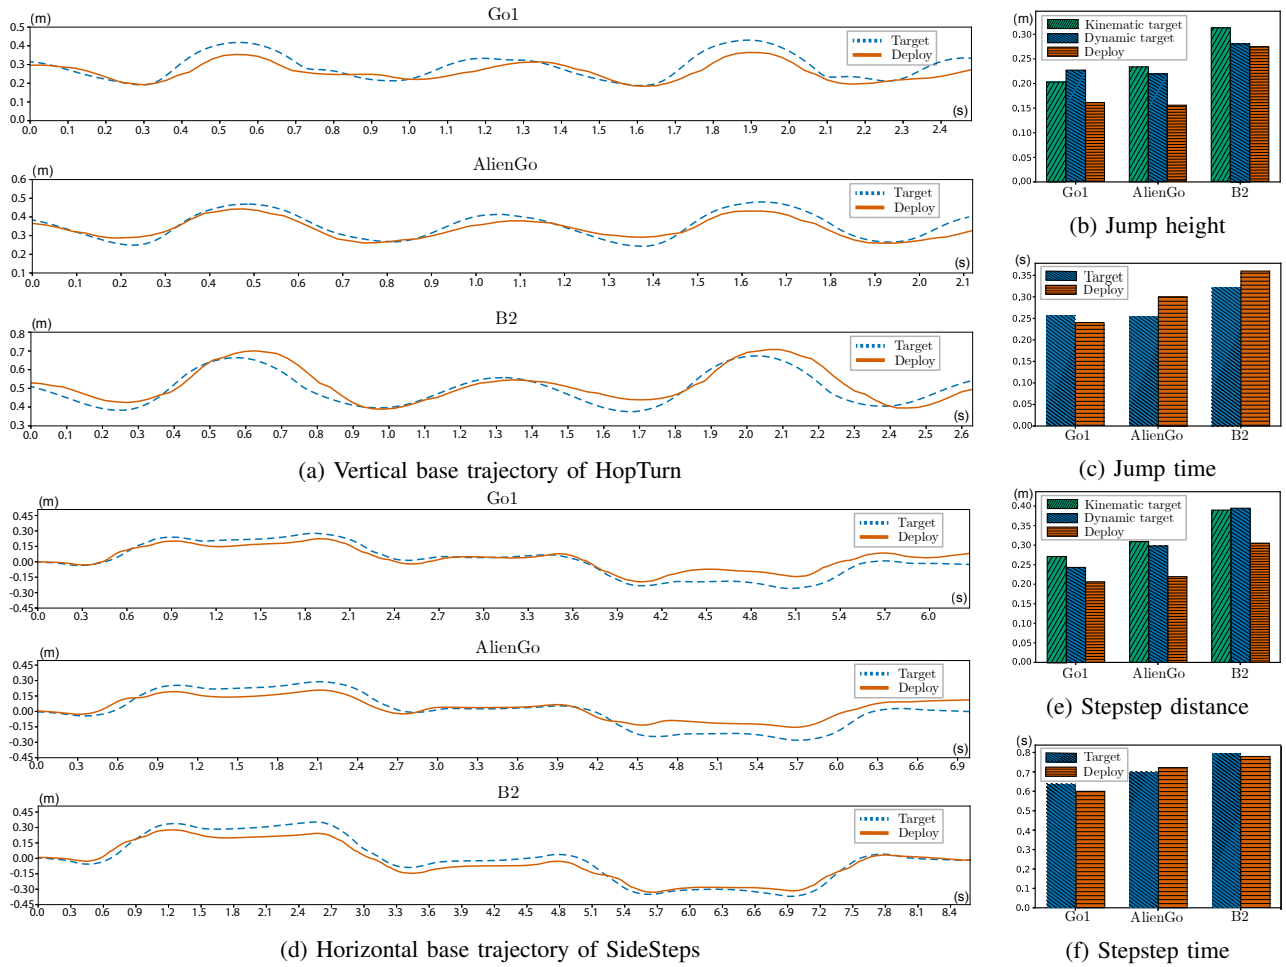 Go1
(m)
0.5
0.4
0.3
0.2
0.1
0.0
Target
Deploy
(s)
0.0 0.1 0.2 0.3 0.4 0.5 0.6 0.7 0.8 0.9 1.0 1.1 1.2 1.3 1.4 1.5 1.6 1.7 1.8 1.9 2.0 2.1 2.2 2.3 2.4
AlienGo
(m)
0.6
0.5
0.4
0.3
0.2
0.1
Target
Deploy
(s)
0.0 0.1 0.2 0.3 0.4 0.5 0.6 0.7 0.8 0.9 1.0 1.1 1.2 1.3 1.4 1.5 1.6 1.7 1.8 1.9 2.0 2.1
B2
(m)
0.8
0.7
0.6
0.5
0.4
0.3
Target
Deploy
(s)
0.0 0.1 0.2 0.3 0.4 0.5 0.6 0.7 0.8 0.9 1.0 1.1 1.2 1.3 1.4 1.5 1.6 1.7 1.8 1.9 2.0 2.1 2.2 2.3 2.4 2.5 2.6
(a) Vertical base trajectory of HopTurn
(m)
0.30
0.25
0.20
0.15
0.10
0.05
0.00
Kinematic target
Dynamic target
Deploy
Go1 AlienGo B2
(b) Jump height
(s)
0.35
0.30
0.25
0.20
0.15
0.10
0.05
0.00
Target
Deploy
Go1 AlienGo B2
(c) Jump time
Go1
(m)
0.45
0.30
0.15
0.00
-0.15
-0.30
-0.45
Target
Deploy
(s)
0.0 0.3 0.6 0.9 1.2 1.5 1.8 2.1 2.4 2.7 3.0 3.3 3.6 3.9 4.2 4.5 4.8 5.1 5.4 5.7 6.0
AlienGo
(m)
0.45
0.30
0.15
0.00
-0.15
-0.30
-0.45
Target
Deploy
(s)
0.0 0.3 0.6 0.9 1.2 1.5 1.8 2.1 2.4 2.7 3.0 3.3 3.6 3.9 4.2 4.5 4.8 5.1 5.4 5.7 6.0 6.3 6.6 6.9
B2
(m)
0.45
0.30
0.15
0.00
-0.15
-0.30
-0.45
Target
Deploy
(s)
0.0 0.3 0.6 0.9 1.2 1.5 1.8 2.1 2.4 2.7 3.0 3.3 3.6 3.9 4.2 4.5 4.8 5.1 5.4 5.7 6.0 6.3 6.6 6.9 7.2 7.5 7.8 8.1 8.4
(d) Horizontal base trajectory of SideSteps
(m)
0.40
0.35
0.30
0.25
0.20
0.15
0.10
0.05
0.00
Kinematic target
Dynamic target
Deploy
Go1 AlienGo B2
(e) Stepstep distance
(s)
0.8
0.7
0.6
0.5
0.4
0.3
0.2
0.1
0.0
Target
Deploy
Go1 AlienGo B2
(f) Stepstep time